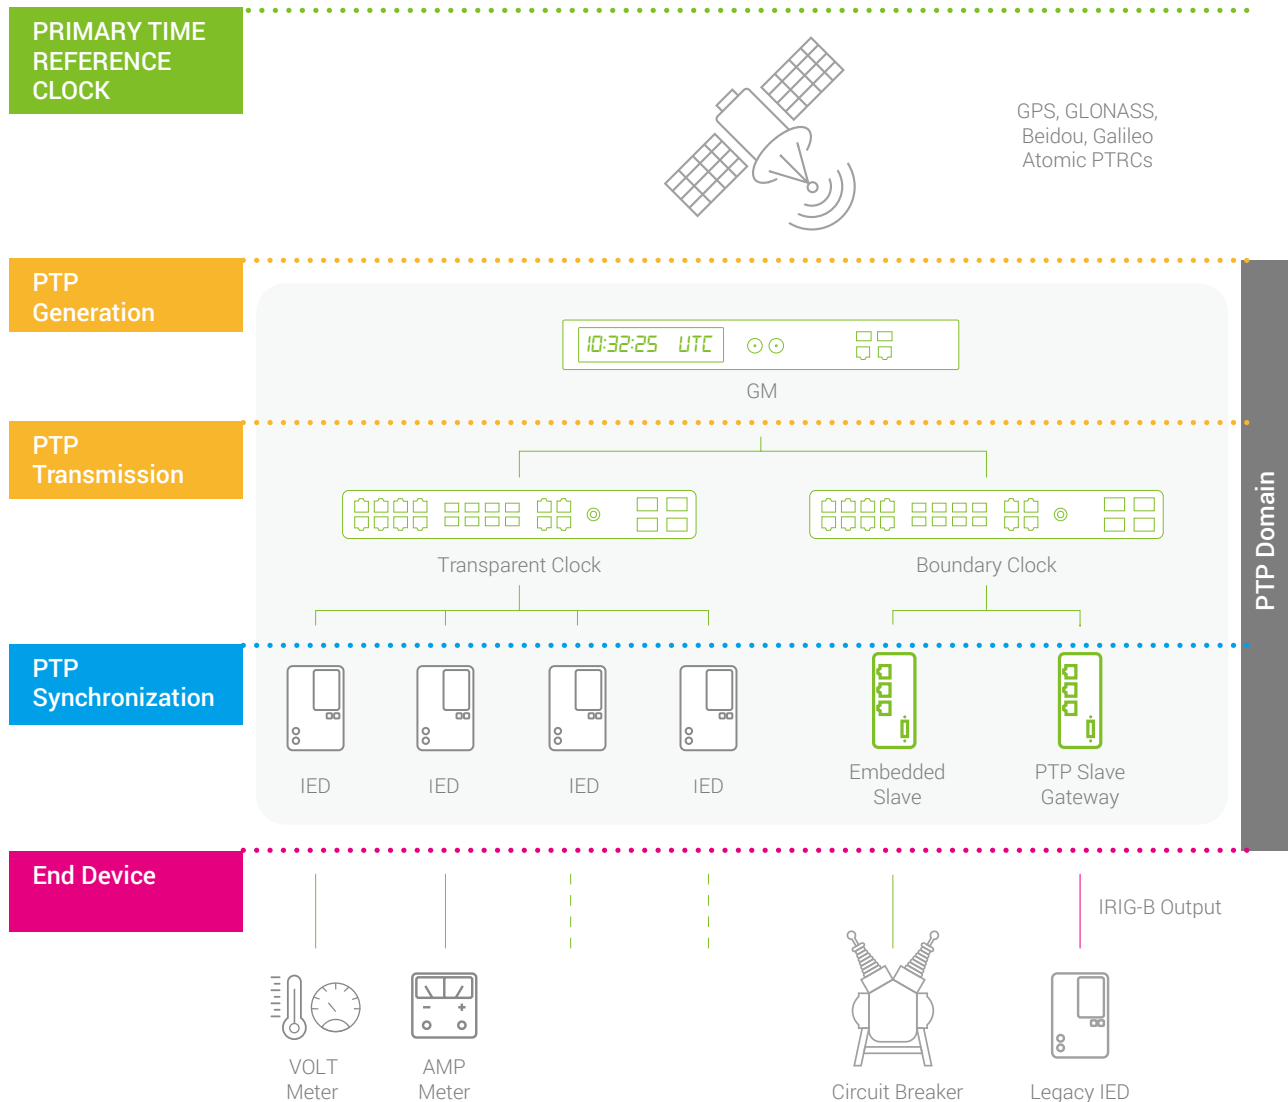 PRIMARY TIME
REFERENCE
CLOCK
GPS, GLONASS,
Beidou, Galileo
Atomic PTRCs
PTP
Generation
10:32:25 UTC
GM
PTP
Transmission
Transparent Clock
Boundary Clock
PTP Domain
PTP
Synchronization
IED
IED
IED
IED
Embedded
Slave
PTP Slave
Gateway
End Device
IRIG-B Output
VOLT
Meter
AMP
Meter
Circuit Breaker
Legacy IED